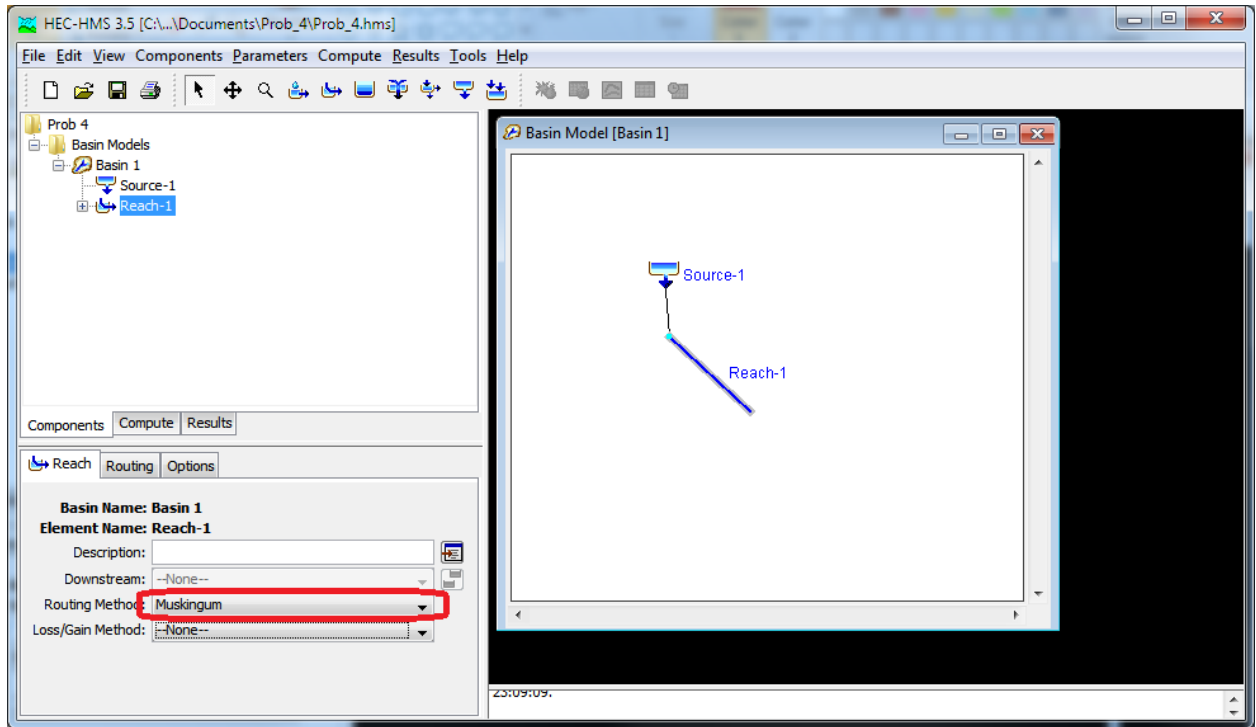 HEC-HMS 3.5 [C:\...\Documents\Prob_4\Prob_4.hms]
File Edit View Components Parameters Compute Results Tools Help
Prob 4
Basin Models
Basin 1
Source-1
Reach-1
Components Compute Results
Reach Routing Options
Basin Name: Basin 1
Element Name: Reach-1
Description:
Downstream: --None--
Routing Method: Muskingum
Loss/Gain Method: --None--
Basin Model [Basin 1]
Source-1
Reach-1
23:09:09.